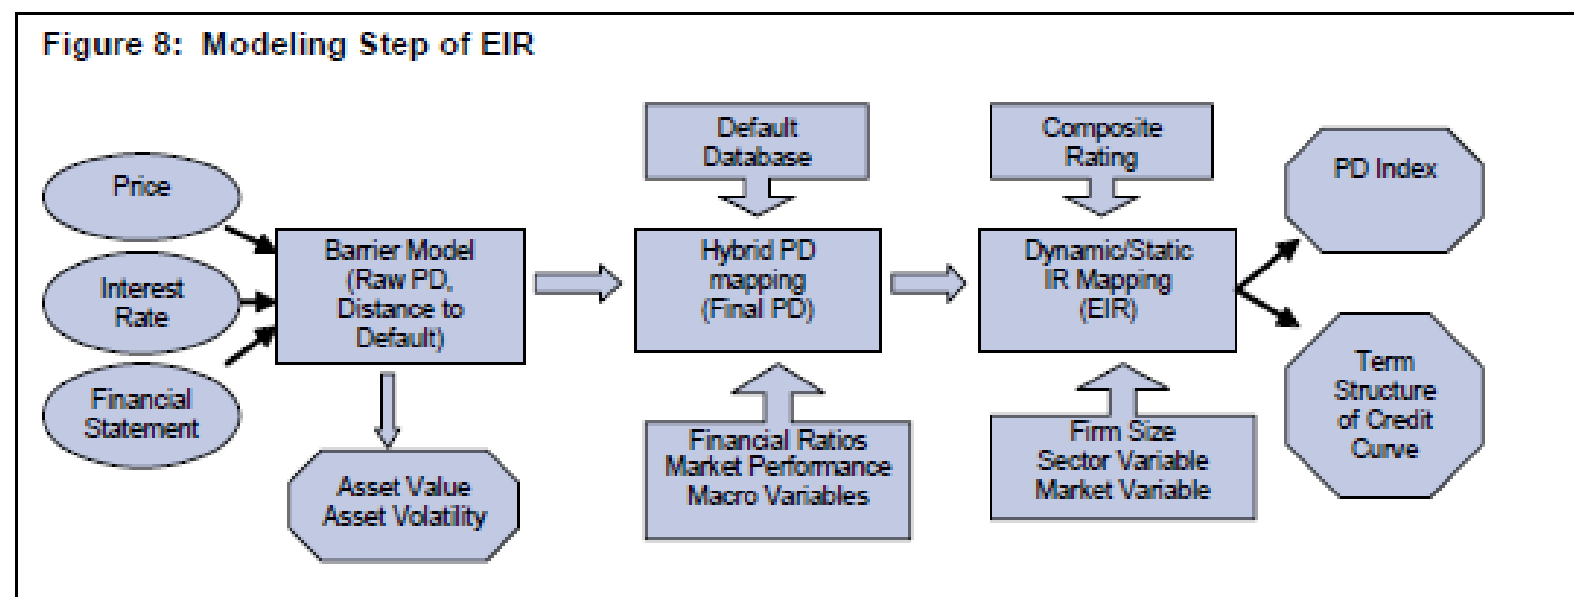 Figure 8: Modeling Step of EIR
Price
Interest
Rate
Financial
Statement
Barrier Model
(Raw PD,
Distance to
Default)
Asset Value
Asset Volatility
Default
Database
Hybrid PD
mapping
(Final PD)
Financial Ratios
Market Performance
Macro Variables
Composite
Rating
Dynamic/Static
IR Mapping
(EIR)
Firm Size
Sector Variable
Market Variable
PD Index
Term
Structure
of Credit
Curve